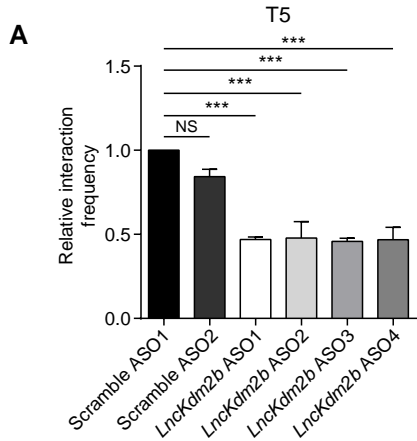 A
T5
***
***
***
***
NS
Relative interaction
frequency
1.5
1.0
0.5
0.0
Scramble ASO1
Scramble ASO2
LncKdm2b ASO1
LncKdm2b ASO2
LncKdm2b ASO3
LncKdm2b ASO4